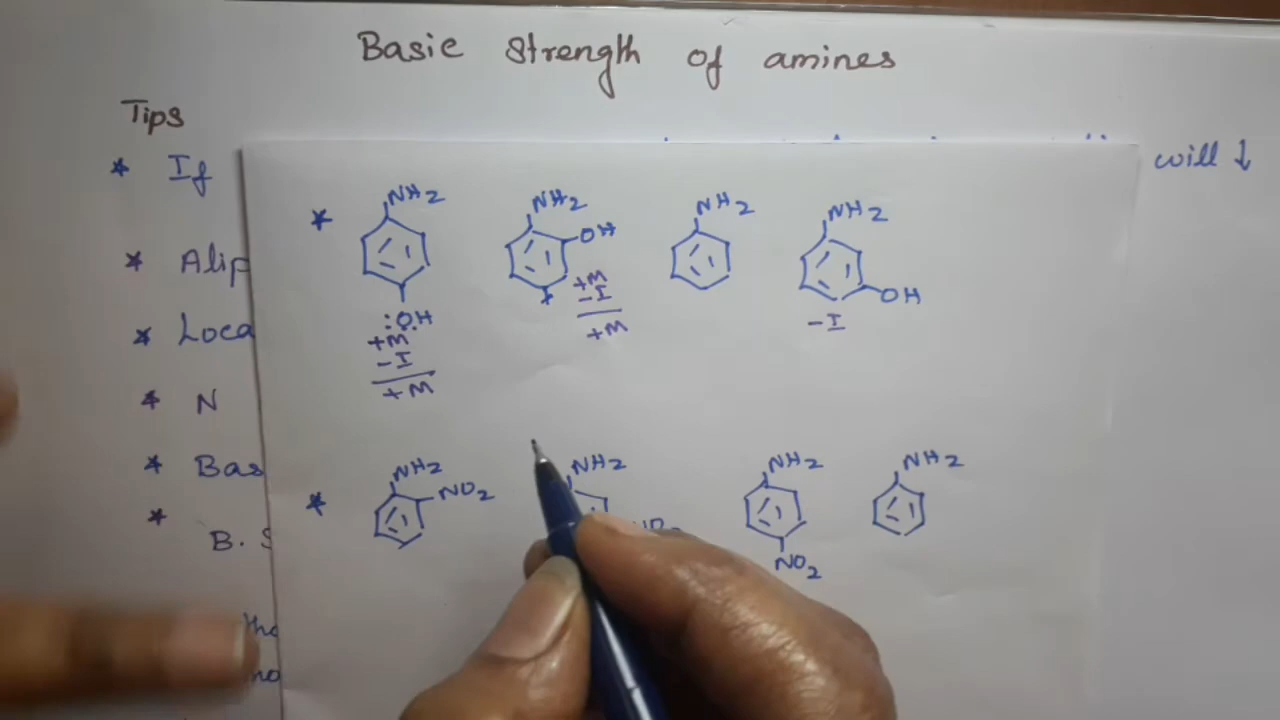 Basic strength of amines
Tips
* If will ↓
* Alip
* Loca
* N
* Bas
* B. S
* NH2 NH2 NH2 NH2
OH OH
:OH
+M +M
-I -I -I
+M +M
* NH2 NH2 NH2 NH2
NO2 NO2